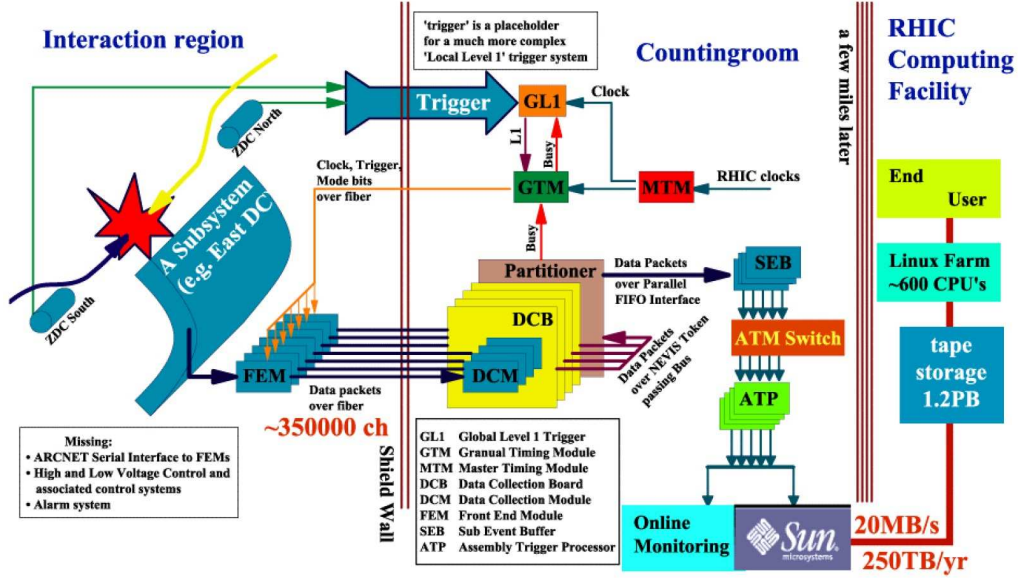 Interaction region
'trigger' is a placeholder
for a much more complex
'Local Level 1' trigger system
Countingroom
a few miles later
RHIC
Computing
Facility
ZDC North
Trigger
GL1
Clock
L1
Busy
Clock, Trigger,
Mode bits
over fiber
GTM
MTM
RHIC clocks
End
User
A Subsystem
(e.g. East DC)
Busy
Partitioner
Data Packets
over Parallel
FIFO Interface
SEB
Linux Farm
~600 CPU's
ZDC South
DCB
Data Packets
over NEVIS Token
passing Bus
ATM Switch
tape
storage
1.2PB
FEM
DCM
Data packets
over fiber
ATP
~350000 ch
Missing:
• ARCNET Serial Interface to FEMs
• High and Low Voltage Control and
associated control systems
• Alarm system
Shield Wall
GL1 Global Level 1 Trigger
GTM Granual Timing Module
MTM Master Timing Module
DCB Data Collection Board
DCM Data Collection Module
FEM Front End Module
SEB Sub Event Buffer
ATP Assembly Trigger Processor
Online
Monitoring
Sun
microsystems
20MB/s
250TB/yr